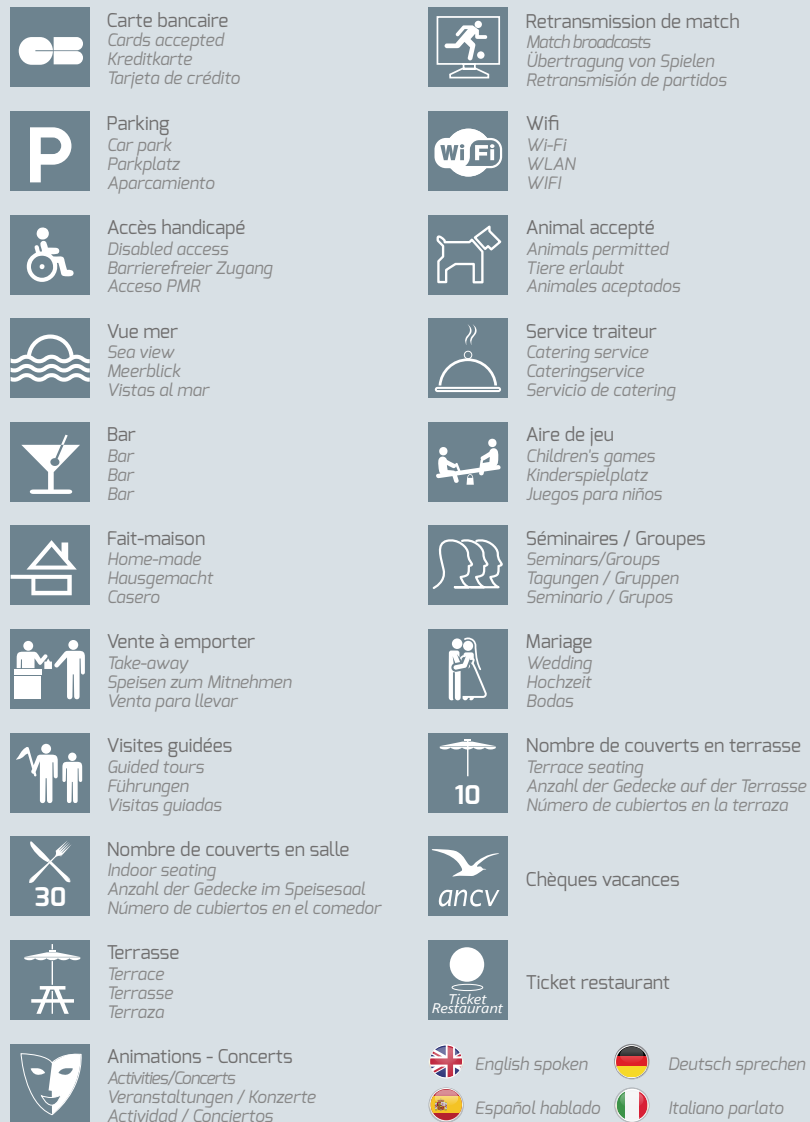 CB
Carte bancaire
Cards accepted
Kreditkarte
Tarjeta de crédito
P
Parking
Car park
Parkplatz
Aparcamiento
Accès handicapé
Disabled access
Barrierefreier Zugang
Acceso PMR
Vue mer
Sea view
Meerblick
Vistas al mar
Bar
Bar
Bar
Bar
Fait-maison
Home-made
Hausgemacht
Casero
Vente à emporter
Take-away
Speisen zum Mitnehmen
Venta para llevar
Visites guidées
Guided tours
Führungen
Visitas guiadas
30
Nombre de couverts en salle
Indoor seating
Anzahl der Gedecke im Speisesaal
Número de cubiertos en el comedor
Terrasse
Terrace
Terrasse
Terraza
Animations - Concerts
Activities/Concerts
Veranstaltungen / Konzerte
Actividad / Conciertos
Retransmission de match
Match broadcasts
Übertragung von Spielen
Retransmisión de partidos
Wi Fi
Wifi
Wi-Fi
WLAN
WIFI
Animal accepté
Animals permitted
Tiere erlaubt
Animales aceptados
Service traiteur
Catering service
Cateringservice
Servicio de catering
Aire de jeu
Children's games
Kinderspielplatz
Juegos para niños
Séminaires / Groupes
Seminars/Groups
Tagungen / Gruppen
Seminario / Grupos
Mariage
Wedding
Hochzeit
Bodas
10
Nombre de couverts en terrasse
Terrace seating
Anzahl der Gedecke auf der Terrasse
Número de cubiertos en la terraza
ancv
Chèques vacances
Ticket
Restaurant
Ticket restaurant
English spoken
Deutsch sprechen
Español hablado
Italiano parlato